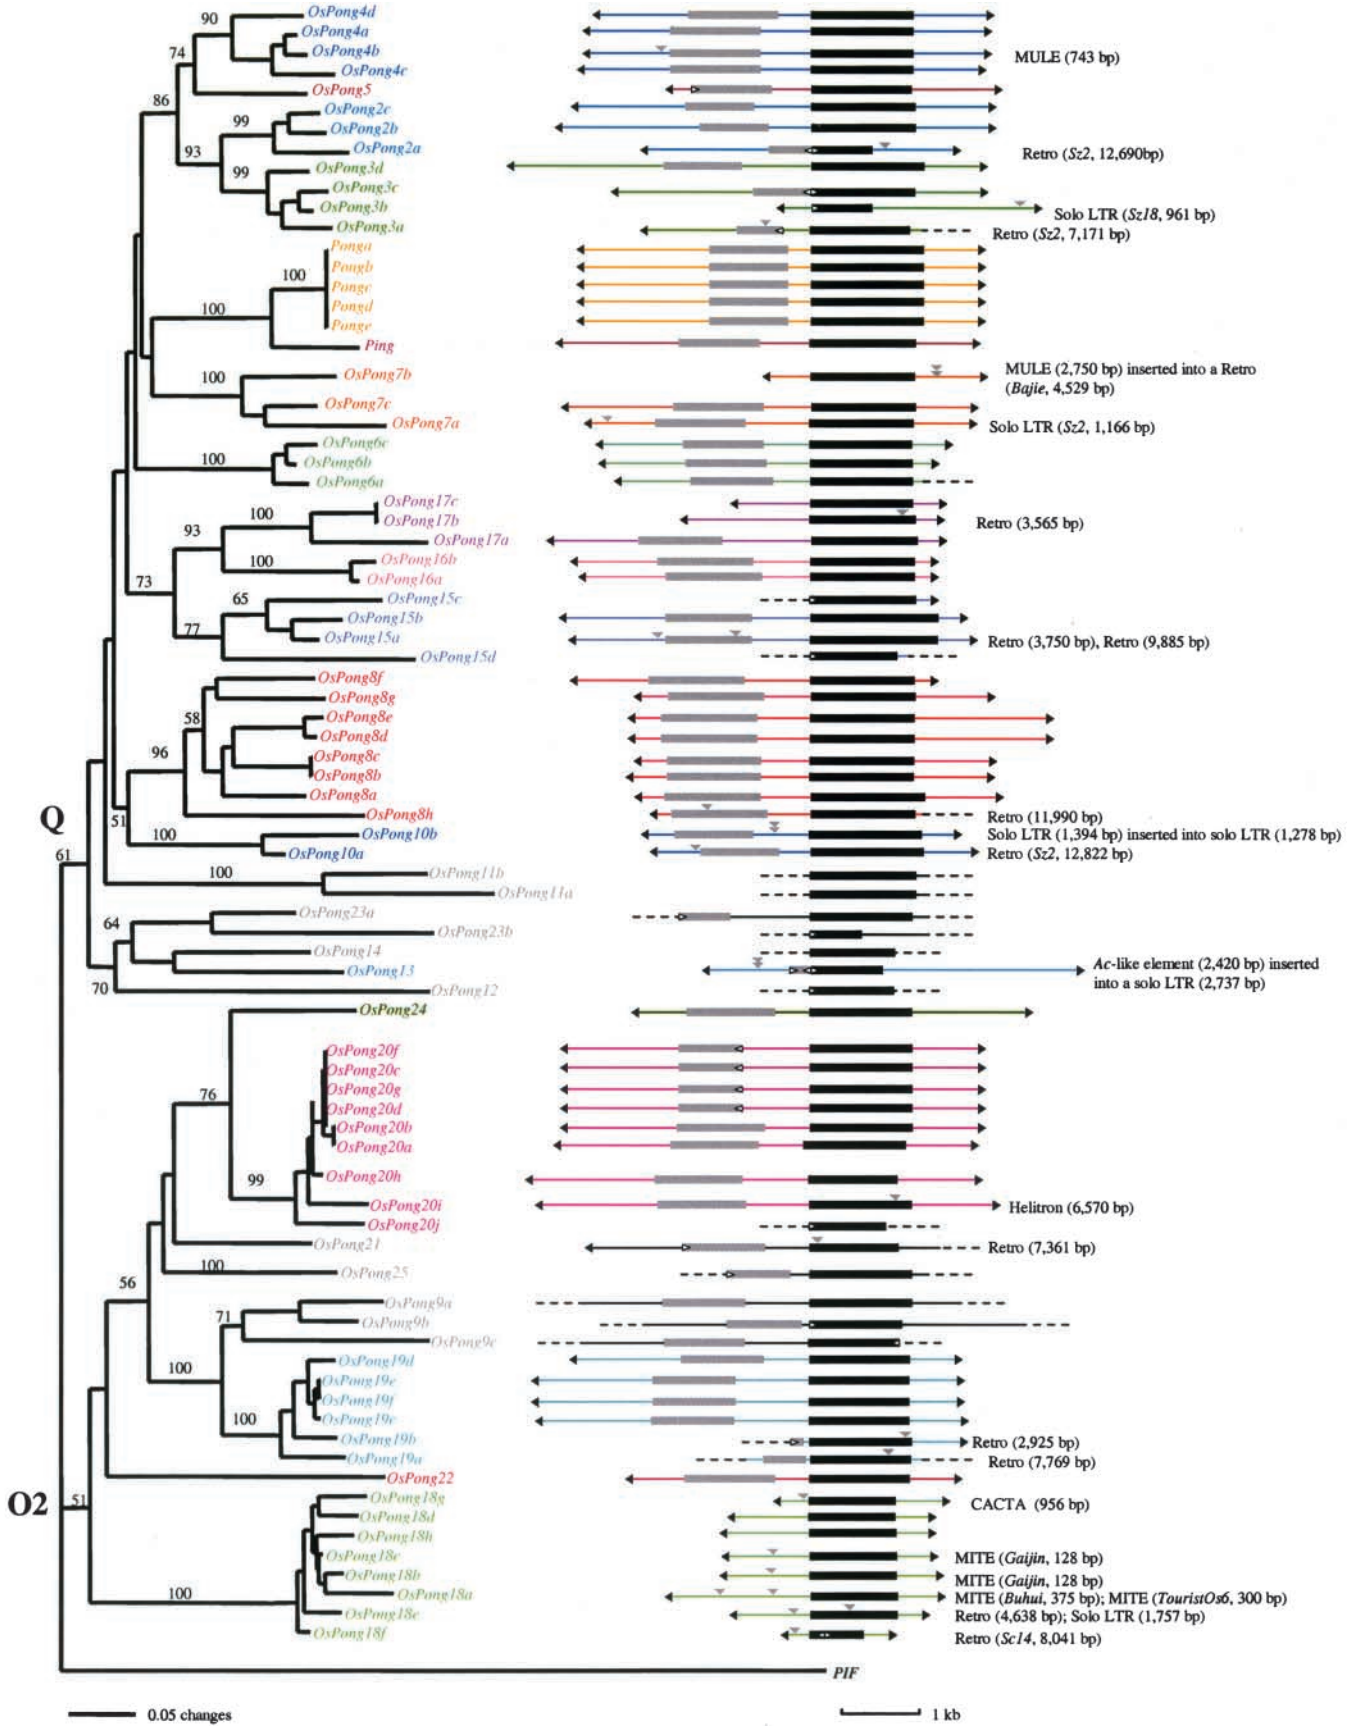 90
OsPong4d
OsPong4a
OsPong4b
MULE (743 bp)
74
OsPong4c
OsPong5
86
OsPong2c
99
OsPong2b
OsPong2a
Retro (Sz2, 12,690bp)
93
OsPong3d
99
OsPong3c
OsPong3b
Solo LTR (Sz18, 961 bp)
OsPong3a
Retro (Sz2, 7,171 bp)
Ponga
Pongb
100
Pongc
Pongd
100
Ponge
Ping
MULE (2,750 bp) inserted into a Retro
(Bajie, 4,529 bp)
100
OsPong7b
OsPong7c
OsPong7a
Solo LTR (Sz2, 1,166 bp)
OsPong6c
100
OsPong6b
OsPong6a
OsPong17c
100
OsPong17b
Retro (3,565 bp)
93
OsPong17a
OsPong16b
100
OsPong16a
73
65
OsPong15c
OsPong15b
77
OsPong15a
Retro (3,750 bp), Retro (9,885 bp)
OsPong15d
OsPong8f
OsPong8g
58
OsPong8e
OsPong8d
96
OsPong8c
OsPong8b
OsPong8a
OsPong8h
Retro (11,990 bp)
Q
51
100
OsPong10b
Solo LTR (1,394 bp) inserted into solo LTR (1,278 bp)
61
OsPong10a
Retro (Sz2, 12,822 bp)
100
OsPong11b
OsPong11a
OsPong23a
64
OsPong23b
OsPong14
OsPong13
Ac-like element (2,420 bp) inserted
into a solo LTR (2,737 bp)
70
OsPong12
OsPong24
OsPong20f
OsPong20c
76
OsPong20g
OsPong20d
OsPong20b
OsPong20a
99
OsPong20h
OsPong20i
Helitron (6,570 bp)
OsPong20j
OsPong21
Retro (7,361 bp)
100
OsPong25
56
OsPong9a
71
OsPong9b
OsPong9c
100
OsPong19d
OsPong19e
OsPong19f
100
OsPong19c
OsPong19b
Retro (2,925 bp)
OsPong19a
Retro (7,769 bp)
OsPong22
O2
51
OsPong18g
CACTA (956 bp)
OsPong18d
OsPong18h
OsPong18c
MITE (Gaijin, 128 bp)
OsPong18b
MITE (Gaijin, 128 bp)
100
OsPong18a
MITE (Buhui, 375 bp); MITE (TouristOs6, 300 bp)
OsPong18e
Retro (4,638 bp); Solo LTR (1,757 bp)
OsPong18f
Retro (Sc14, 8,041 bp)
PIF
0.05 changes
1 kb